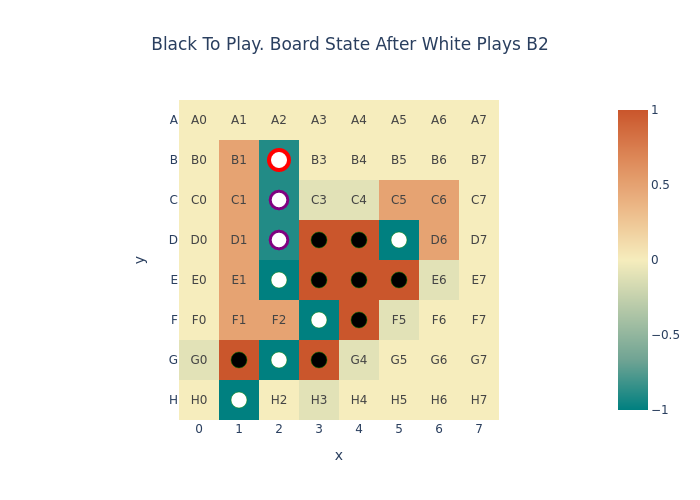 Black To Play. Board State After White Plays B2
A A0 A1 A2 A3 A4 A5 A6 A7
B B0 B1 B3 B4 B5 B6 B7
C C0 C1 C3 C4 C5 C6 C7
D D0 D1 D6 D7
E E0 E1 E6 E7
F F0 F1 F2 F5 F6 F7
G G0 G4 G5 G6 G7
H H0 H2 H3 H4 H5 H6 H7
0 1 2 3 4 5 6 7
x
y
1
0.5
0
−0.5
−1